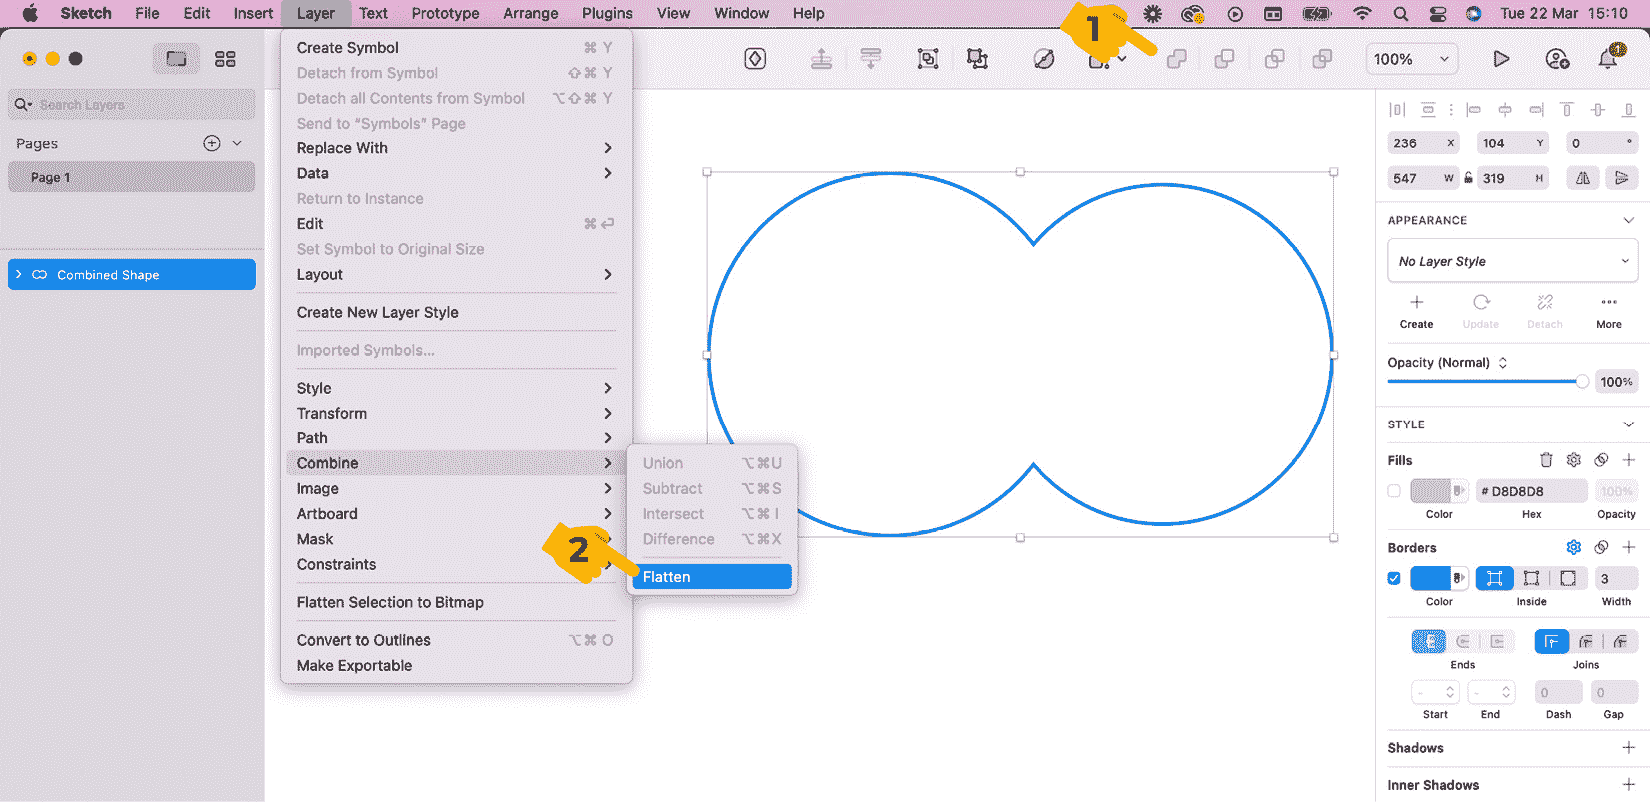 Sketch File Edit Insert Layer Text Prototype Arrange Plugins View Window Help 1 Tue 22 Mar 15:10
100%
1
Search Layers
Pages
Page 1
Combined Shape
Create Symbol ⌘ Y
Detach from Symbol ⇧⌘ Y
Detach all Contents from Symbol ⌥⇧⌘ Y
Send to “Symbols” Page
Replace With
Data
Return to Instance
Edit ⌘↩
Set Symbol to Original Size
Layout
Create New Layer Style
Imported Symbols...
Style
Transform
Path
Combine
Image
Artboard
Mask
Constraints
Flatten Selection to Bitmap
Convert to Outlines ⌥⌘ O
Make Exportable
Union ⌥⌘U
Subtract ⌥⌘S
Intersect ⌥⌘ I
Difference ⌥⌘X
2
Flatten
236 X 104 Y 0 °
547 W 319 H
APPEARANCE
No Layer Style
Create Update Detach More
Opacity (Normal)
100%
STYLE
Fills
# D8D8D8 100%
Color Hex Opacity
Borders
3
Color Inside Width
Ends Joins
- - 0 0
Start End Dash Gap
Shadows
Inner Shadows